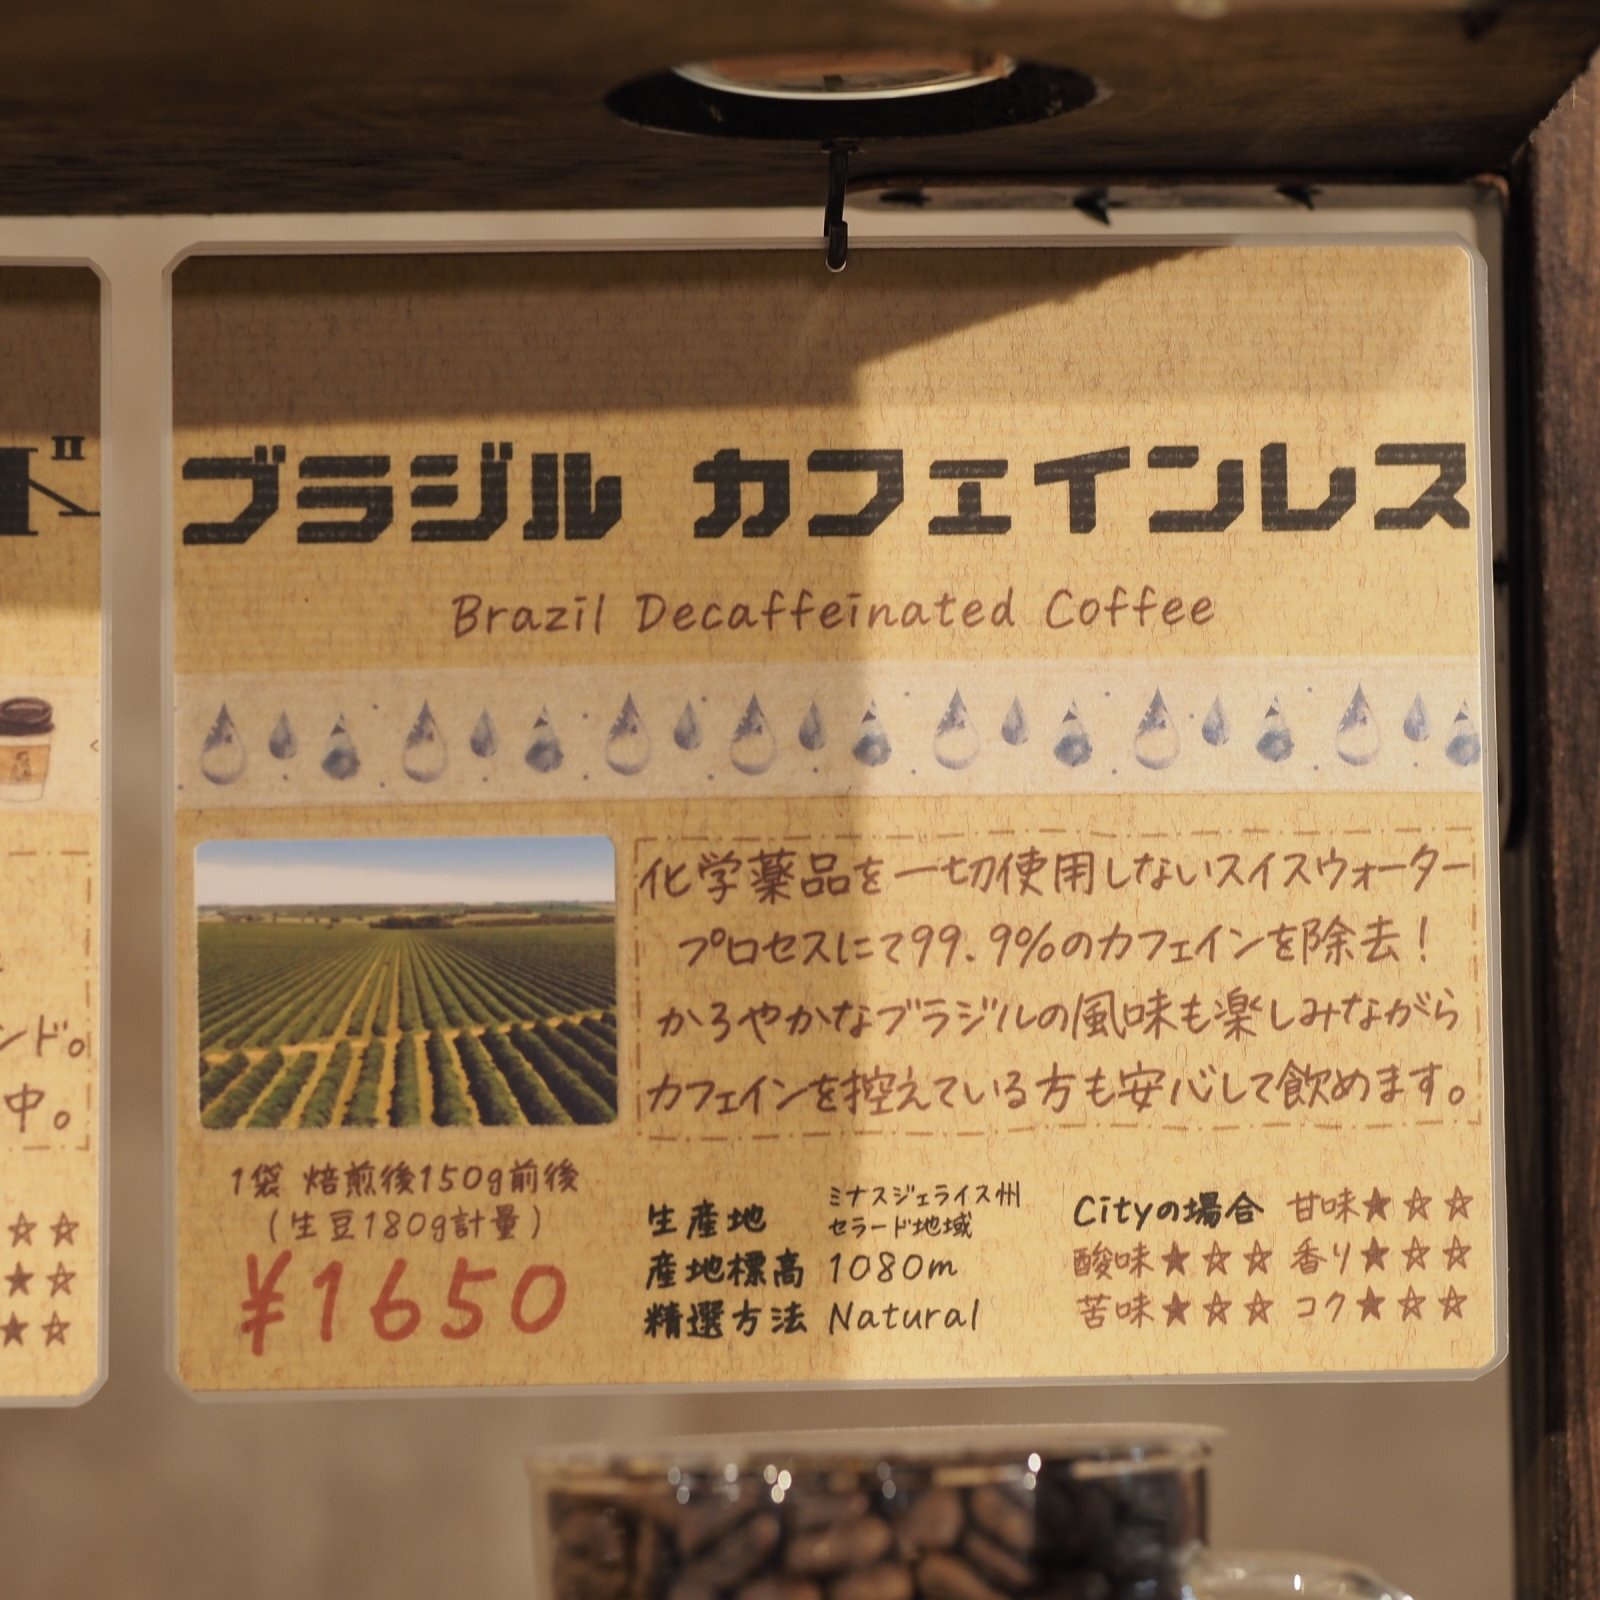 ド
ンド。
中。
☆☆
★☆
★☆
ブラジル カフェインレス
Brazil Decaffeinated Coffee
化学薬品を一切使用しないスイスウォーター
プロセスにて99.9%のカフェインを除去!
かろやかなブラジルの風味も楽しみながら
カフェインを控えている方も安心して飲めます。
1袋 焙煎後150g前後
(生豆180g計量)
¥1650
生産地 ミナスジェライス州
セラード地域
産地標高 1080m
精選方法 Natural
Cityの場合 甘味★☆☆
酸味★☆☆ 香り★☆☆
苦味★☆☆ コク★☆☆